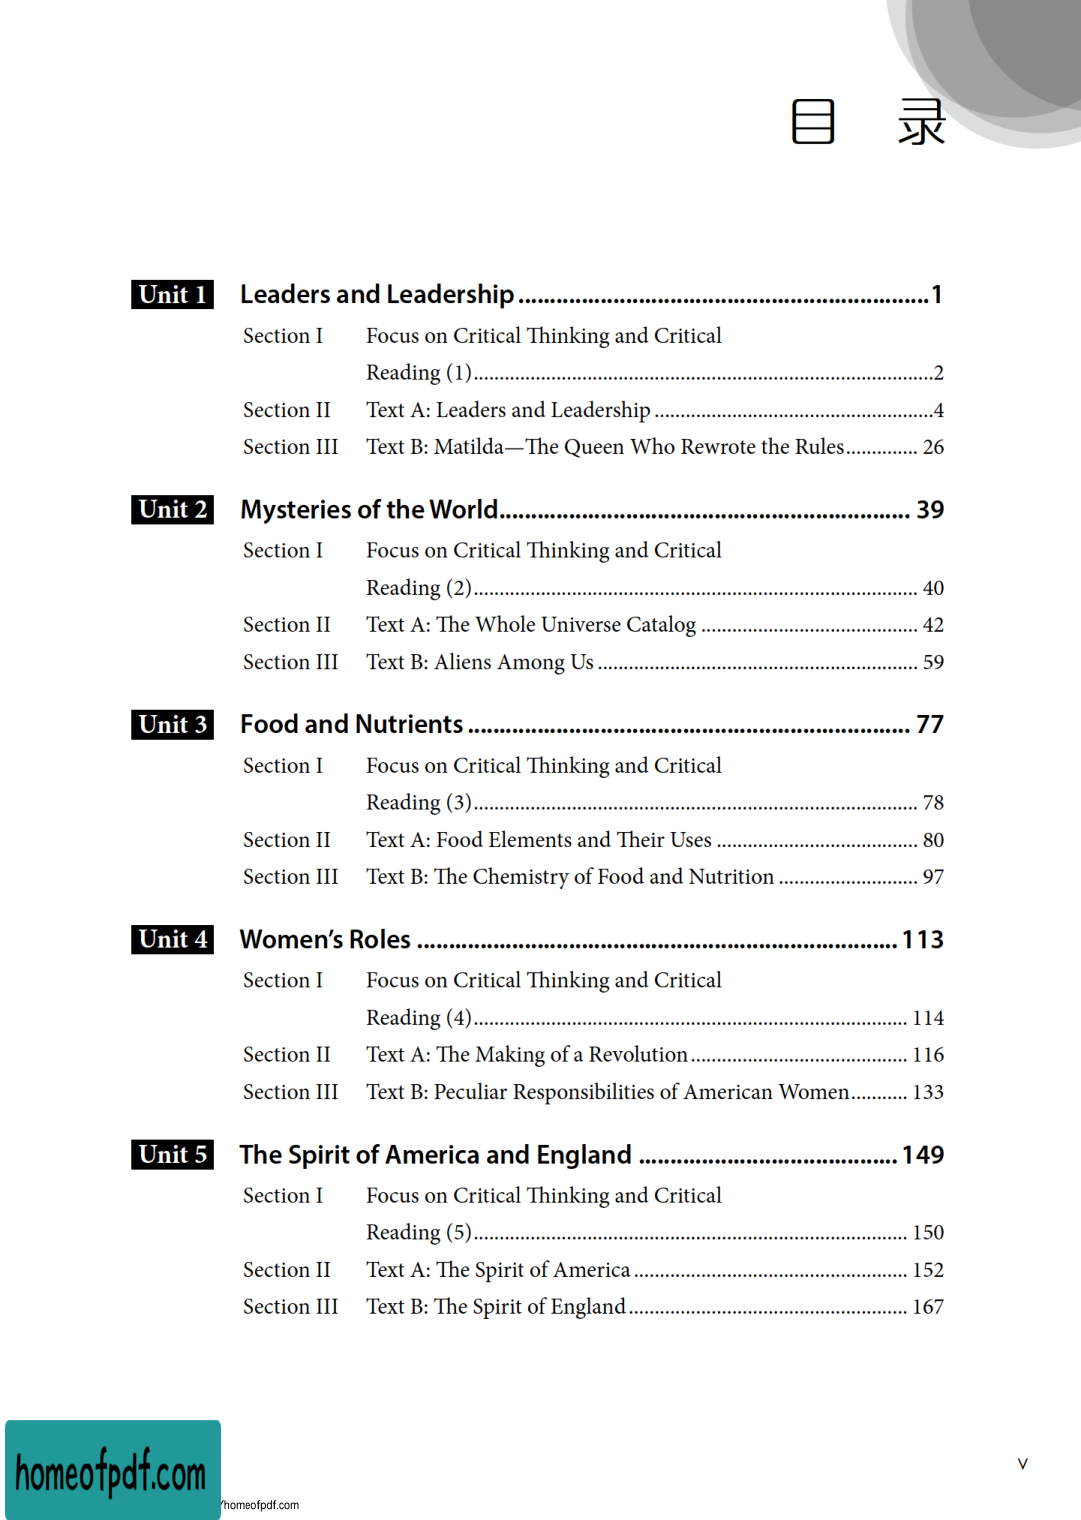 目 录
Unit 1 Leaders and Leadership.................................................................1
Section I Focus on Critical Thinking and Critical
Reading (1).........................................................................................2
Section II Text A: Leaders and Leadership......................................................4
Section III Text B: Matilda—The Queen Who Rewrote the Rules.............. 26
Unit 2 Mysteries of the World................................................................. 39
Section I Focus on Critical Thinking and Critical
Reading (2)...................................................................................... 40
Section II Text A: The Whole Universe Catalog .......................................... 42
Section III Text B: Aliens Among Us .............................................................. 59
Unit 3 Food and Nutrients ...................................................................... 77
Section I Focus on Critical Thinking and Critical
Reading (3)...................................................................................... 78
Section II Text A: Food Elements and Their Uses ....................................... 80
Section III Text B: The Chemistry of Food and Nutrition ........................... 97
Unit 4 Women’s Roles ............................................................................ 113
Section I Focus on Critical Thinking and Critical
Reading (4).................................................................................... 114
Section II Text A: The Making of a Revolution.......................................... 116
Section III Text B: Peculiar Responsibilities of American Women........... 133
Unit 5 The Spirit of America and England ......................................... 149
Section I Focus on Critical Thinking and Critical
Reading (5).................................................................................... 150
Section II Text A: The Spirit of America..................................................... 152
Section III Text B: The Spirit of England...................................................... 167
V
homeofpdf.com
/homeofpdf.com